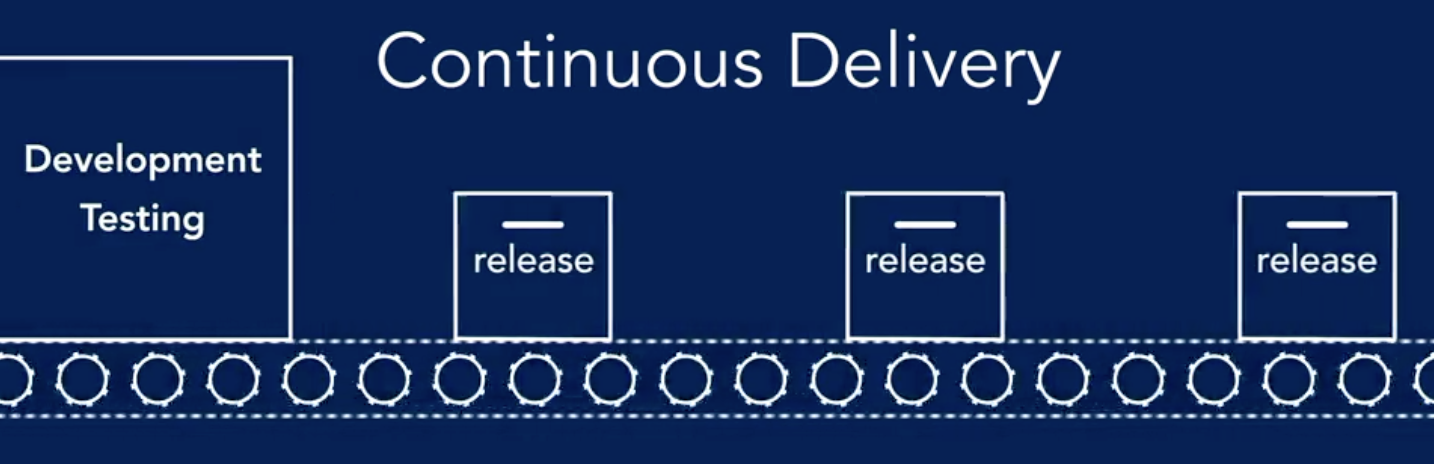 Continuous Delivery
Development
Testing
release
release
release